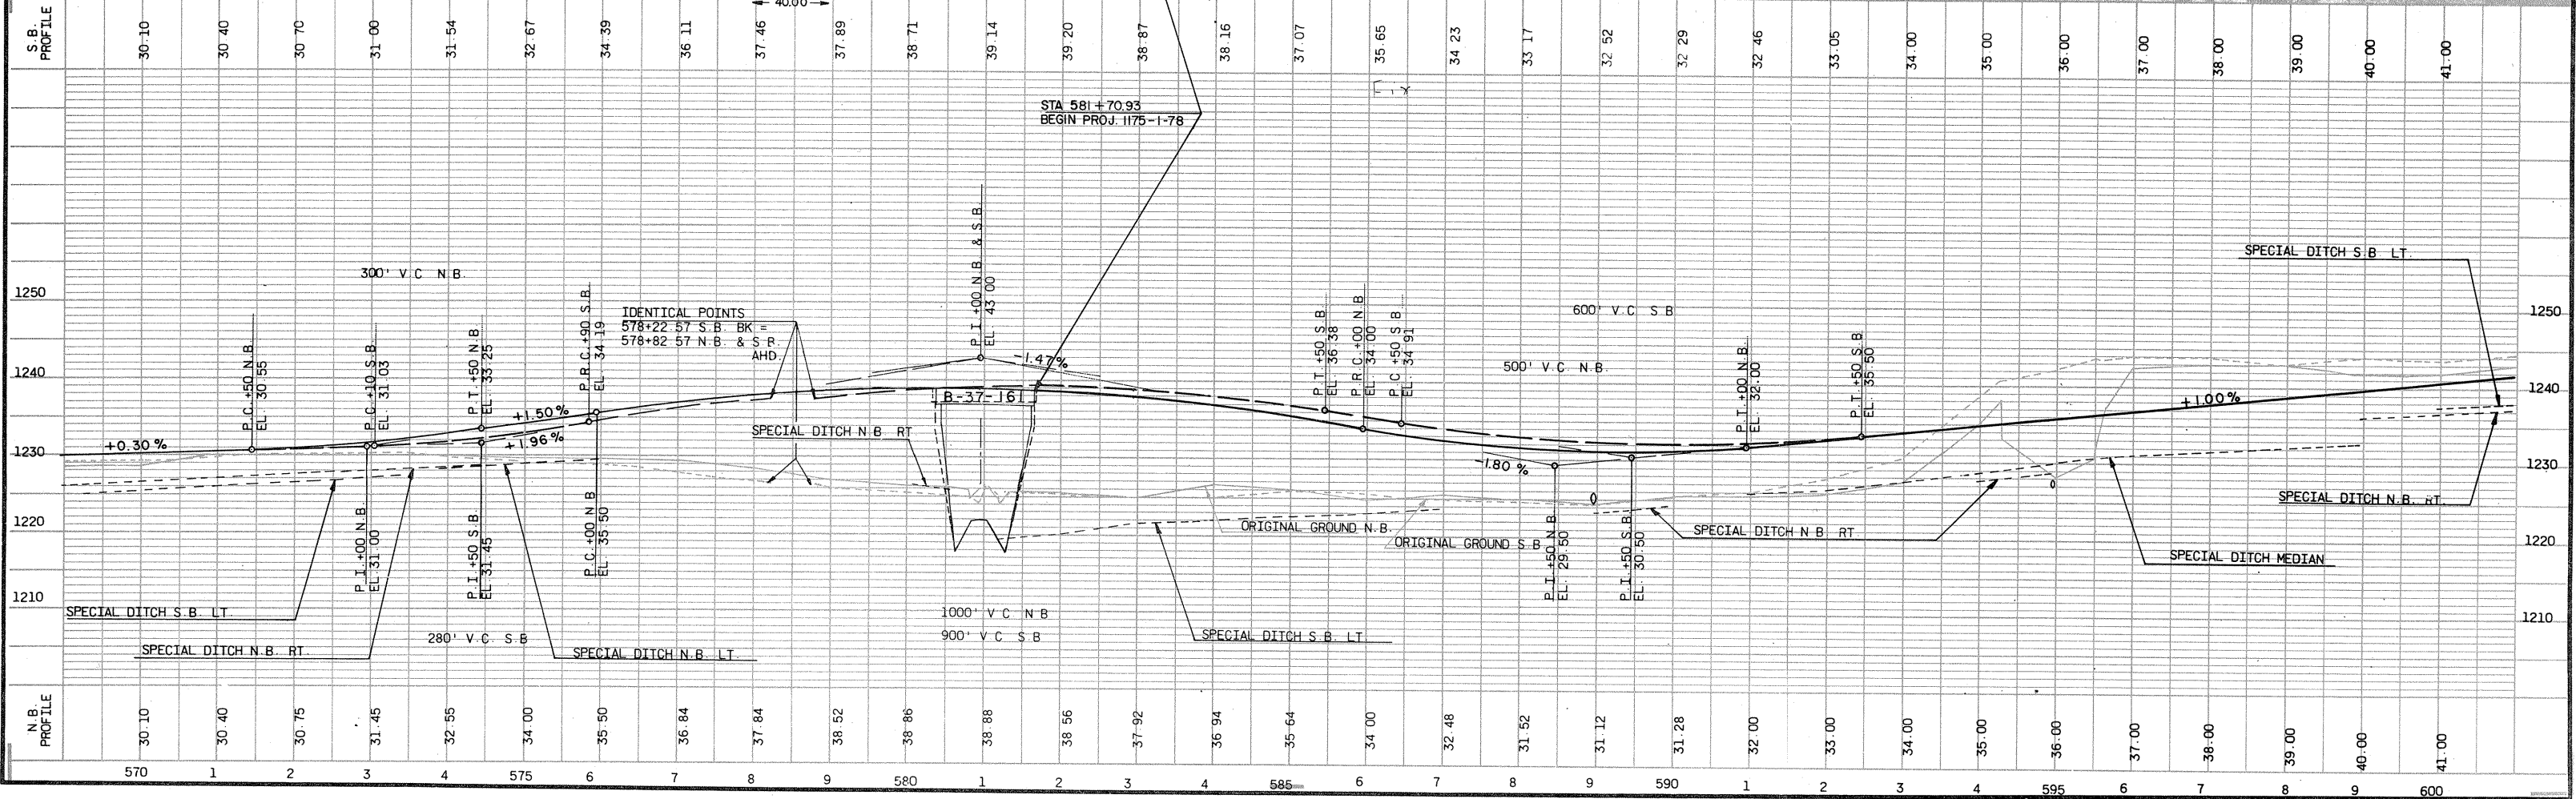 40.00
S.B. PROFILE
30.10 30.40 30.70 31.00 31.54 32.67 34.39 36.11 37.46 37.89 38.71 39.14 39.20 38.87 38.16 37.07 35.65 34.23 33.17 32.52 32.29 32.46 33.05 34.00 35.00 36.00 37.00 38.00 39.00 40.00 41.00
Fix
STA 581+70.93
BEGIN PROJ. 1175-1-78
SPECIAL DITCH S.B. LT.
300' V.C. N.B.
1250
1240
1230
1220
1210
P.C. +50 N.B.
EL. 30.55
P.C. +10 S.B.
EL. 31.03
P.T. +50 N.B.
EL. 33.25
P.R.C. +90 S.B.
EL. 34.19
IDENTICAL POINTS
578+22.57 S.B. BK =
578+82.57 N.B. & S.B.
AHD.
P.I. +00 N.B. & S.B.
EL. 43.00
-1.47%
P.T. +50 S.B.
EL. 36.38
P.R.C. +00 N.B.
EL. 34.00
P.C. +50 S.B.
EL. 34.91
600' V.C. S.B.
500' V.C. N.B.
P.T. +00 N.B.
EL. 32.00
P.T. +50 S.B.
EL. 35.50
1250
1240
1230
1220
1210
+0.30%
+1.50%
+1.96%
B-37-161
-1.80%
+1.00%
SPECIAL DITCH N.B. RT.
P.I. +00 N.B.
EL. 31.00
P.I. +50 S.B.
EL. 31.45
P.C. +00 N.B.
EL. 35.50
ORIGINAL GROUND N.B.
ORIGINAL GROUND S.B.
P.I. +50 N.B.
EL. 29.50
P.I. +50 S.B.
EL. 30.50
SPECIAL DITCH N.B. RT.
SPECIAL DITCH N.B. RT.
SPECIAL DITCH MEDIAN
SPECIAL DITCH S.B. LT.
SPECIAL DITCH N.B. RT.
280' V.C. S.B.
SPECIAL DITCH N.B. LT.
1000' V.C. N.B.
900' V.C. S.B.
SPECIAL DITCH S.B. LT.
N.B. PROFILE
30.10 30.40 30.75 31.45 32.55 34.00 35.50 36.84 37.84 38.52 38.86 38.88 38.56 37.92 36.94 35.64 34.00 32.48 31.52 31.12 31.28 32.00 33.00 34.00 35.00 36.00 37.00 38.00 39.00 40.00 41.00
570 1 2 3 4 575 6 7 8 9 580 1 2 3 4 585 6 7 8 9 590 1 2 3 4 595 6 7 8 9 600